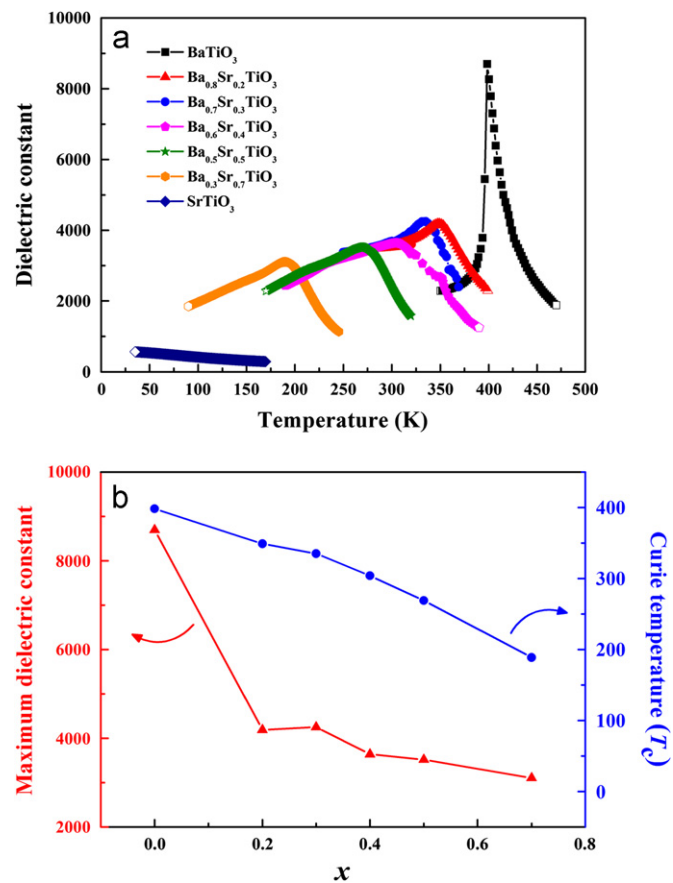 a
10000
8000
6000
4000
2000
0
Dielectric constant
BaTiO₃
Ba₀.₈Sr₀.₂TiO₃
Ba₀.₇Sr₀.₃TiO₃
Ba₀.₆Sr₀.₄TiO₃
Ba₀.₅Sr₀.₅TiO₃
Ba₀.₃Sr₀.₇TiO₃
SrTiO₃
0 50 100 150 200 250 300 350 400 450 500
Temperature (K)
b
10000
8000
6000
4000
2000
Maximum dielectric constant
400
300
200
100
0
Curie temperature (Tc)
0.0 0.2 0.4 0.6 0.8
x